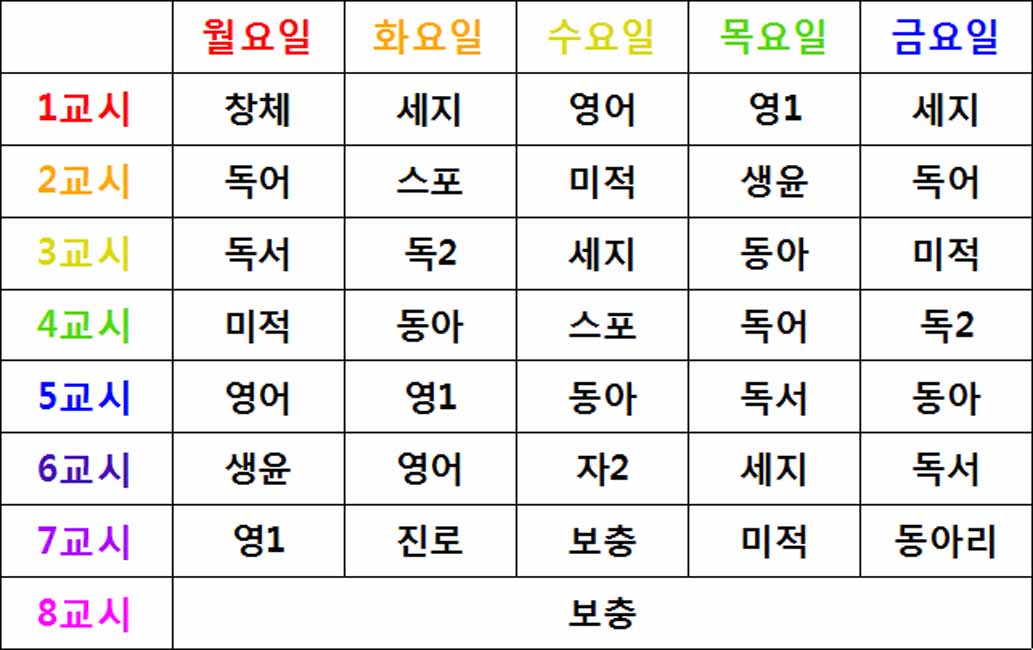 월요일 화요일 수요일 목요일 금요일
1교시 창체 세지 영어 영1 세지
2교시 독어 스포 미적 생윤 독어
3교시 독서 독2 세지 동아 미적
4교시 미적 동아 스포 독어 독2
5교시 영어 영1 동아 독서 동아
6교시 생윤 영어 자2 세지 독서
7교시 영1 진로 보충 미적 동아리
8교시 보충